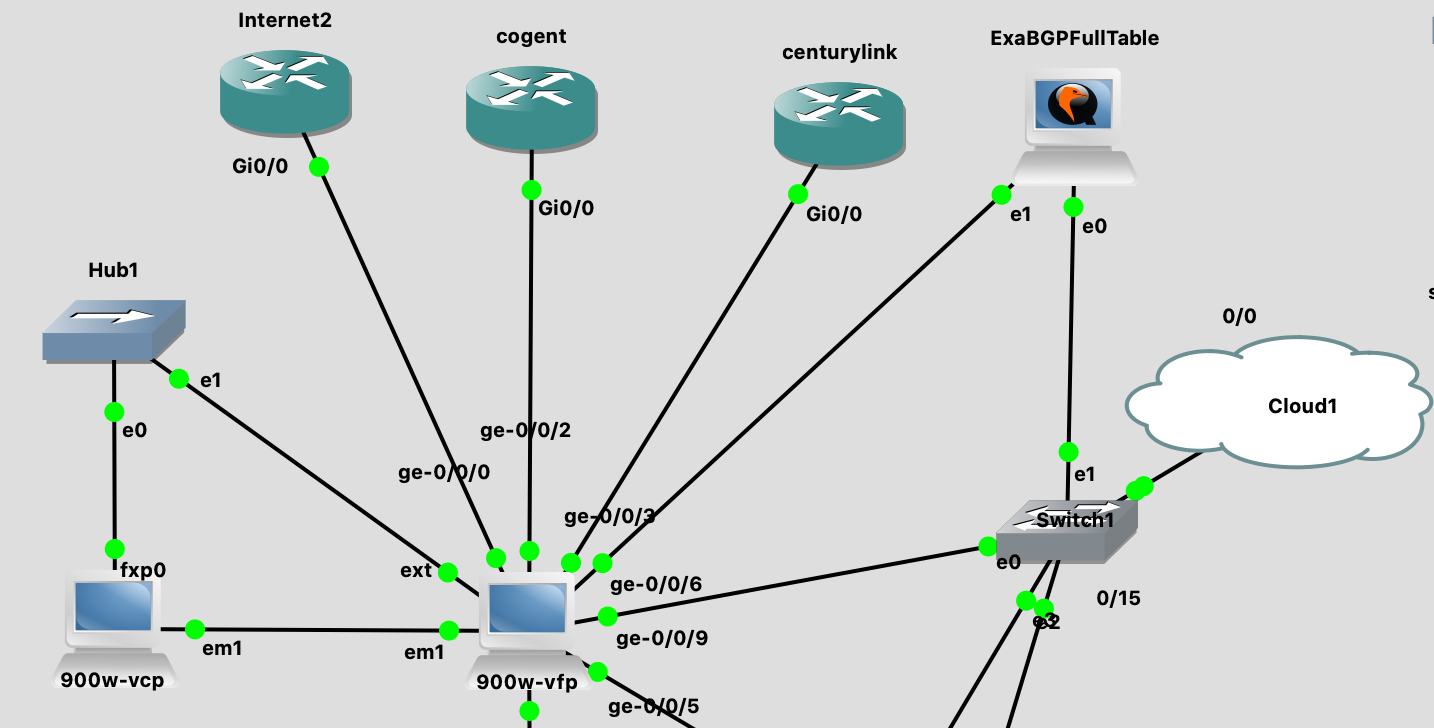 Internet2
cogent
centurylink
ExaBGPFullTable
Gi0/0
Gi0/0
Gi0/0
e1
e0
Hub1
0/0
e1
e0
Cloud1
ge-0/0/2
ge-0/0/0
e1
ge-0/0/3
Switch1
fxp0
ext
ge-0/0/6
e0
0/15
e3
e2
em1
em1
ge-0/0/9
900w-vcp
900w-vfp
ge-0/0/5